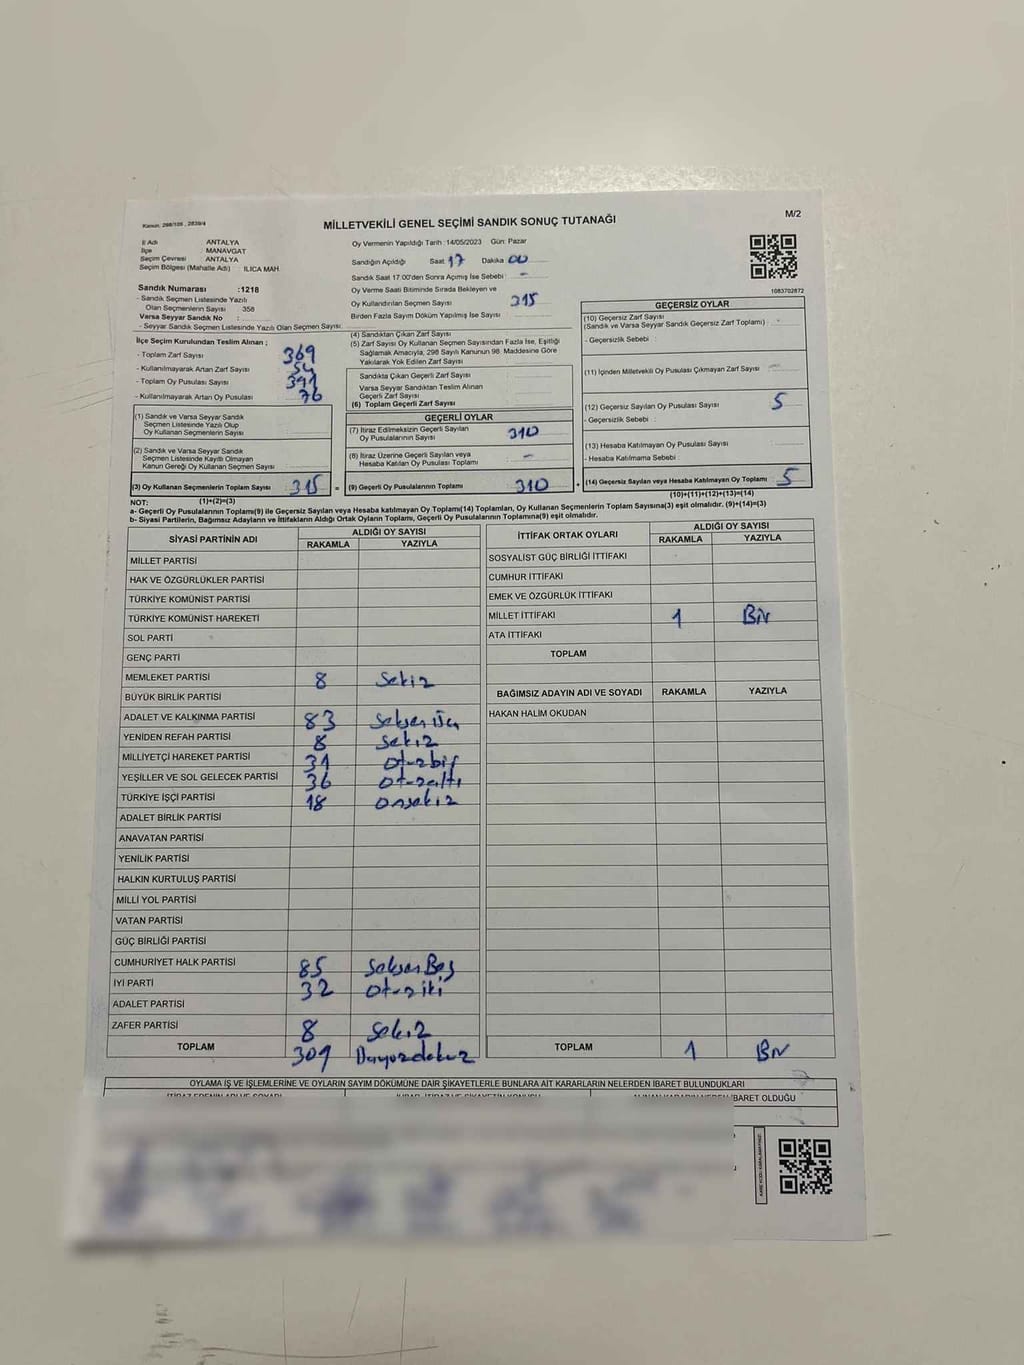 Kanun, 298/105 , 2839/4
MİLLETVEKİLİ GENEL SEÇİMİ SANDIK SONUÇ TUTANAĞI
M/2
İl Adı : ANTALYA
İlçe : MANAVGAT
Seçim Çevresi : ANTALYA
Seçim Bölgesi (Mahalle Adı) : ILICA MAH.
Oy Vermenin Yapıldığı Tarih : 14/05/2023 Gün: Pazar
Sandığın Açıldığı Saat 17 Dakika 00
Sandık Saat 17.00'den Sonra Açılmış İse Sebebi : -
Oy Verme Saati Bitiminde Sırada Bekleyen ve
Oy Kullandırılan Seçmen Sayısı 315
Birden Fazla Sayım Döküm Yapılmış İse Sayısı
1083702872
Sandık Numarası :1218
- Sandık Seçmen Listesinde Yazılı
Olan Seçmenlerin Sayısı 358
Varsa Seyyar Sandık No :
- Seyyar Sandık Seçmen Listesinde Yazılı Olan Seçmen Sayısı
İlçe Seçim Kurulundan Teslim Alınan ;
- Toplam Zarf Sayısı 369
- Kullanılmayarak Artan Zarf Sayısı 54
- Toplam Oy Pusulası Sayısı 391
- Kullanılmayarak Artan Oy Pusulası 76
(1) Sandık ve Varsa Seyyar Sandık
Seçmen Listesinde Yazılı Olup
Oy Kullanan Seçmenlerin Sayısı
(2) Sandık ve Varsa Seyyar Sandık
Seçmen Listesinde Kayıtlı Olmayan
Kanun Gereği Oy Kullanan Seçmen Sayısı
(3) Oy Kullanan Seçmenlerin Toplam Sayısı 315 =
(1)+(2)=(3)
(4) Sandıktan Çıkan Zarf Sayısı
(5) Zarf Sayısı Oy Kullanan Seçmen Sayısından Fazla İse, Eşitliği
Sağlamak Amacıyla, 298 Sayılı Kanunun 98. Maddesine Göre
Yakılarak Yok Edilen Zarf Sayısı
Sandıkta Çıkan Geçerli Zarf Sayısı
Varsa Seyyar Sandıktan Teslim Alınan
Geçerli Zarf Sayısı
(6) Toplam Geçerli Zarf Sayısı
GEÇERLİ OYLAR
(7) İtiraz Edilmeksizin Geçerli Sayılan
Oy Pusulalarının Sayısı 310
(8) İtiraz Üzerine Geçerli Sayılan veya
Hesaba Katılan Oy Pusulası Toplamı -
(9) Geçerli Oy Pusulalarının Toplamı 310 +
GEÇERSİZ OYLAR
(10) Geçersiz Zarf Sayısı
(Sandık ve Varsa Seyyar Sandık Geçersiz Zarf Toplamı) :
- Geçersizlik Sebebi :
(11) İçinden Milletvekili Oy Pusulası Çıkmayan Zarf Sayısı
(12) Geçersiz Sayılan Oy Pusulası Sayısı 5
- Geçersizlik Sebebi :
(13) Hesaba Katılmayan Oy Pusulası Sayısı
- Hesaba Katılmama Sebebi :
(14) Geçersiz Sayılan veya Hesaba Katılmayan Oy Toplamı 5
(10)+(11)+(12)+(13)=(14)
NOT:
a- Geçerli Oy Pusulalarının Toplamı(9) ile Geçersiz Sayılan veya Hesaba katılmayan Oy Toplamı(14) Toplamları, Oy Kullanan Seçmenlerin Toplam Sayısına(3) eşit olmalıdır. (9)+(14)=(3)
b- Siyasi Partilerin, Bağımsız Adayların ve İttifakların Aldığı Ortak Oyların Toplamı, Geçerli Oy Pusulalarının Toplamına(9) eşit olmalıdır.
SİYASİ PARTİNİN ADI ALDIĞI OY SAYISI
RAKAMLA YAZIYLA
MİLLET PARTİSİ
HAK VE ÖZGÜRLÜKLER PARTİSİ
TÜRKİYE KOMÜNİST PARTİSİ
TÜRKİYE KOMÜNİST HAREKETİ
SOL PARTİ
GENÇ PARTİ
MEMLEKET PARTİSİ 8 Sekiz
BÜYÜK BİRLİK PARTİSİ
ADALET VE KALKINMA PARTİSİ 83 Seksen üç
YENİDEN REFAH PARTİSİ 8 Sekiz
MİLLİYETÇİ HAREKET PARTİSİ 31 otuzbir
YEŞİLLER VE SOL GELECEK PARTİSİ 36 otuzaltı
TÜRKİYE İŞÇİ PARTİSİ 18 onsekiz
ADALET BİRLİK PARTİSİ
ANAVATAN PARTİSİ
YENİLİK PARTİSİ
HALKIN KURTULUŞ PARTİSİ
MİLLİ YOL PARTİSİ
VATAN PARTİSİ
GÜÇ BİRLİĞİ PARTİSİ
CUMHURİYET HALK PARTİSİ 85 Seksen Beş
İYİ PARTİ 32 otuziki
ADALET PARTİSİ
ZAFER PARTİSİ 8 Sekiz
TOPLAM 309
İTTİFAK ORTAK OYLARI ALDIĞI OY SAYISI
RAKAMLA YAZIYLA
SOSYALİST GÜÇ BİRLİĞİ İTTİFAKI
CUMHUR İTTİFAKI
EMEK VE ÖZGÜRLÜK İTTİFAKI
MİLLET İTTİFAKI 1 Bir
ATA İTTİFAKI
TOPLAM
BAĞIMSIZ ADAYIN ADI VE SOYADI RAKAMLA YAZIYLA
HAKAN HALİM OKUDAN
TOPLAM 1 Bir
OYLAMA İŞ VE İŞLEMLERİNE VE OYLARIN SAYIM DÖKÜMÜNE DAİR ŞİKAYETLERLE BUNLARA AİT KARARLARIN NELERDEN İBARET BULUNDUKLARI
İBARET OLDUĞU